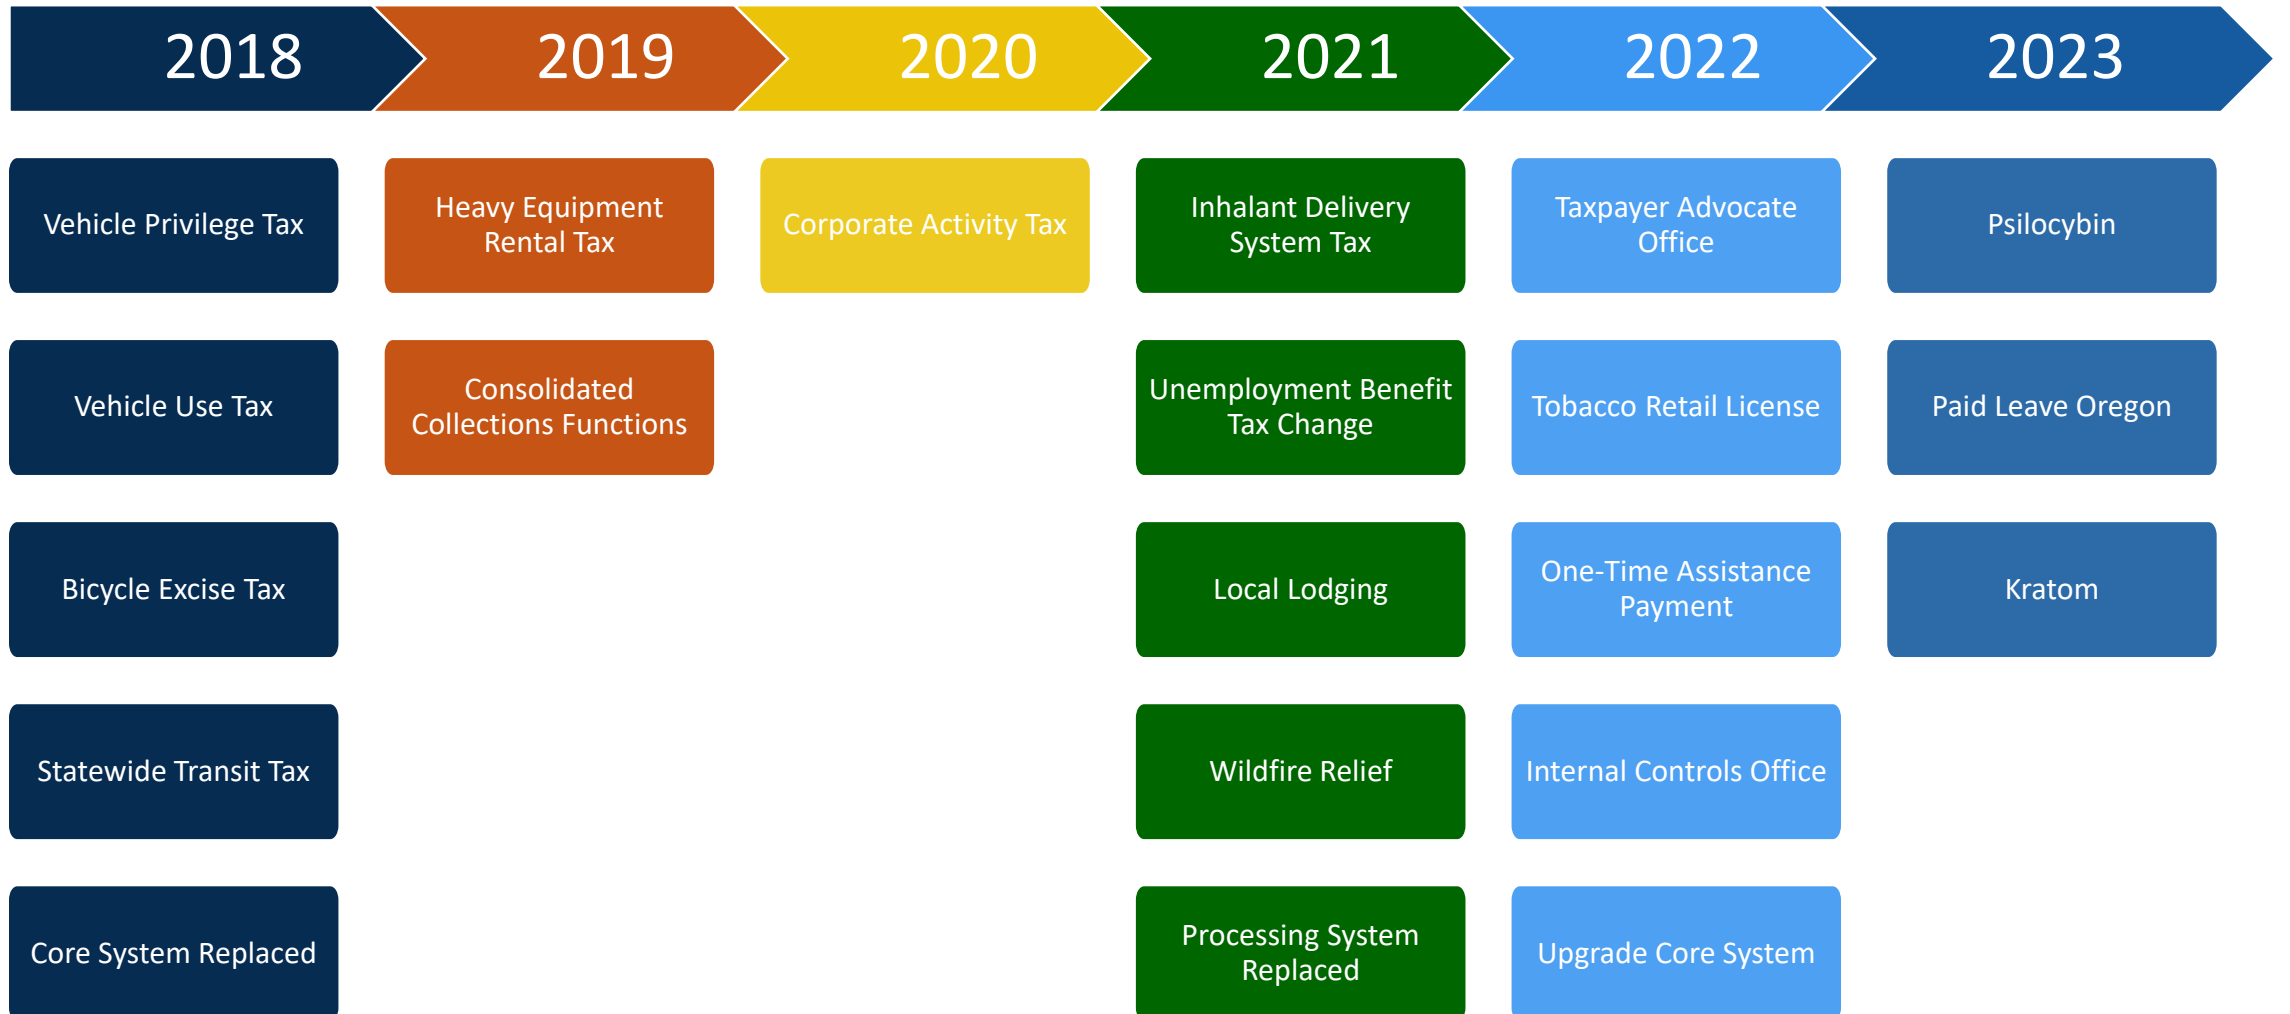 2018
2019
2020
2021
2022
2023
Vehicle Privilege Tax
Heavy Equipment
Rental Tax
Corporate Activity Tax
Inhalant Delivery
System Tax
Taxpayer Advocate
Office
Psilocybin
Vehicle Use Tax
Consolidated
Collections Functions
Unemployment Benefit
Tax Change
Tobacco Retail License
Paid Leave Oregon
Bicycle Excise Tax
Local Lodging
One-Time Assistance
Payment
Kratom
Statewide Transit Tax
Wildfire Relief
Internal Controls Office
Core System Replaced
Processing System
Replaced
Upgrade Core System